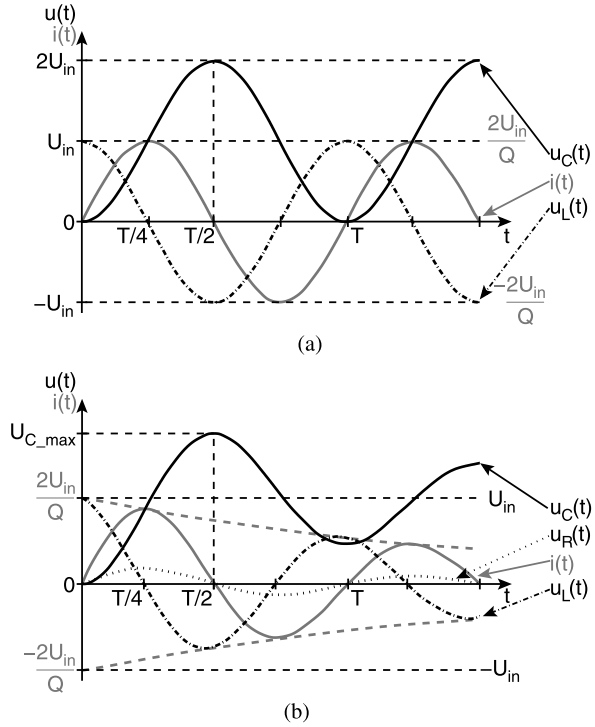 u(t)
i(t)
2U_in
U_in
2U_in
Q
u_C(t)
i(t)
u_L(t)
0
T/4
T/2
T
t
-2U_in
Q
-U_in
(a)
u(t)
i(t)
U_C_max
2U_in
Q
U_in
u_C(t)
u_R(t)
i(t)
u_L(t)
0
T/4
T/2
T
t
-2U_in
Q
-U_in
(b)